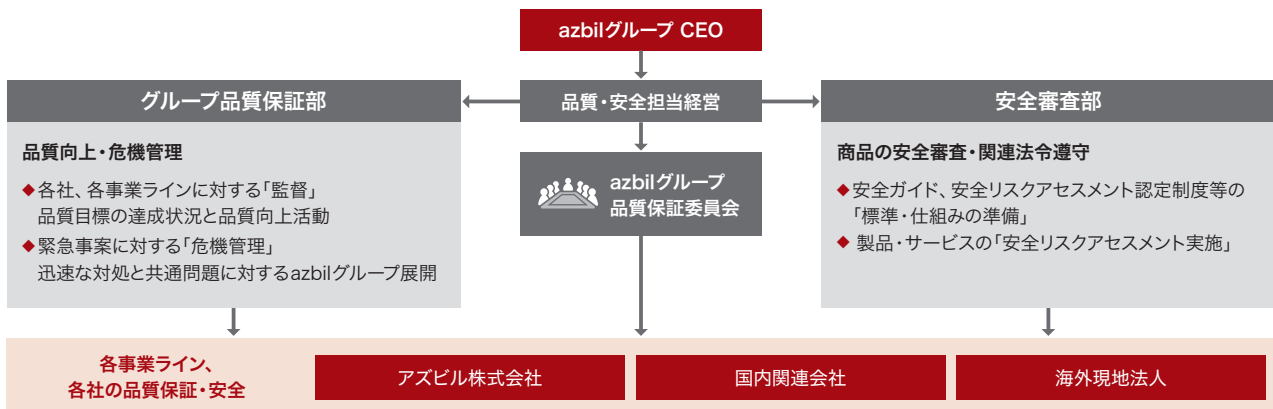 azbilグループ CEO
品質・安全担当経営
グループ品質保証部
品質向上・危機管理
◆各社、各事業ラインに対する「監督」
品質目標の達成状況と品質向上活動
◆緊急事案に対する「危機管理」
迅速な対処と共通問題に対するazbilグループ展開
azbilグループ
品質保証委員会
安全審査部
商品の安全審査・関連法令遵守
◆安全ガイド、安全リスクアセスメント認定制度等の
「標準・仕組みの準備」
◆ 製品・サービスの「安全リスクアセスメント実施」
各事業ライン、
各社の品質保証・安全
アズビル株式会社
国内関連会社
海外現地法人